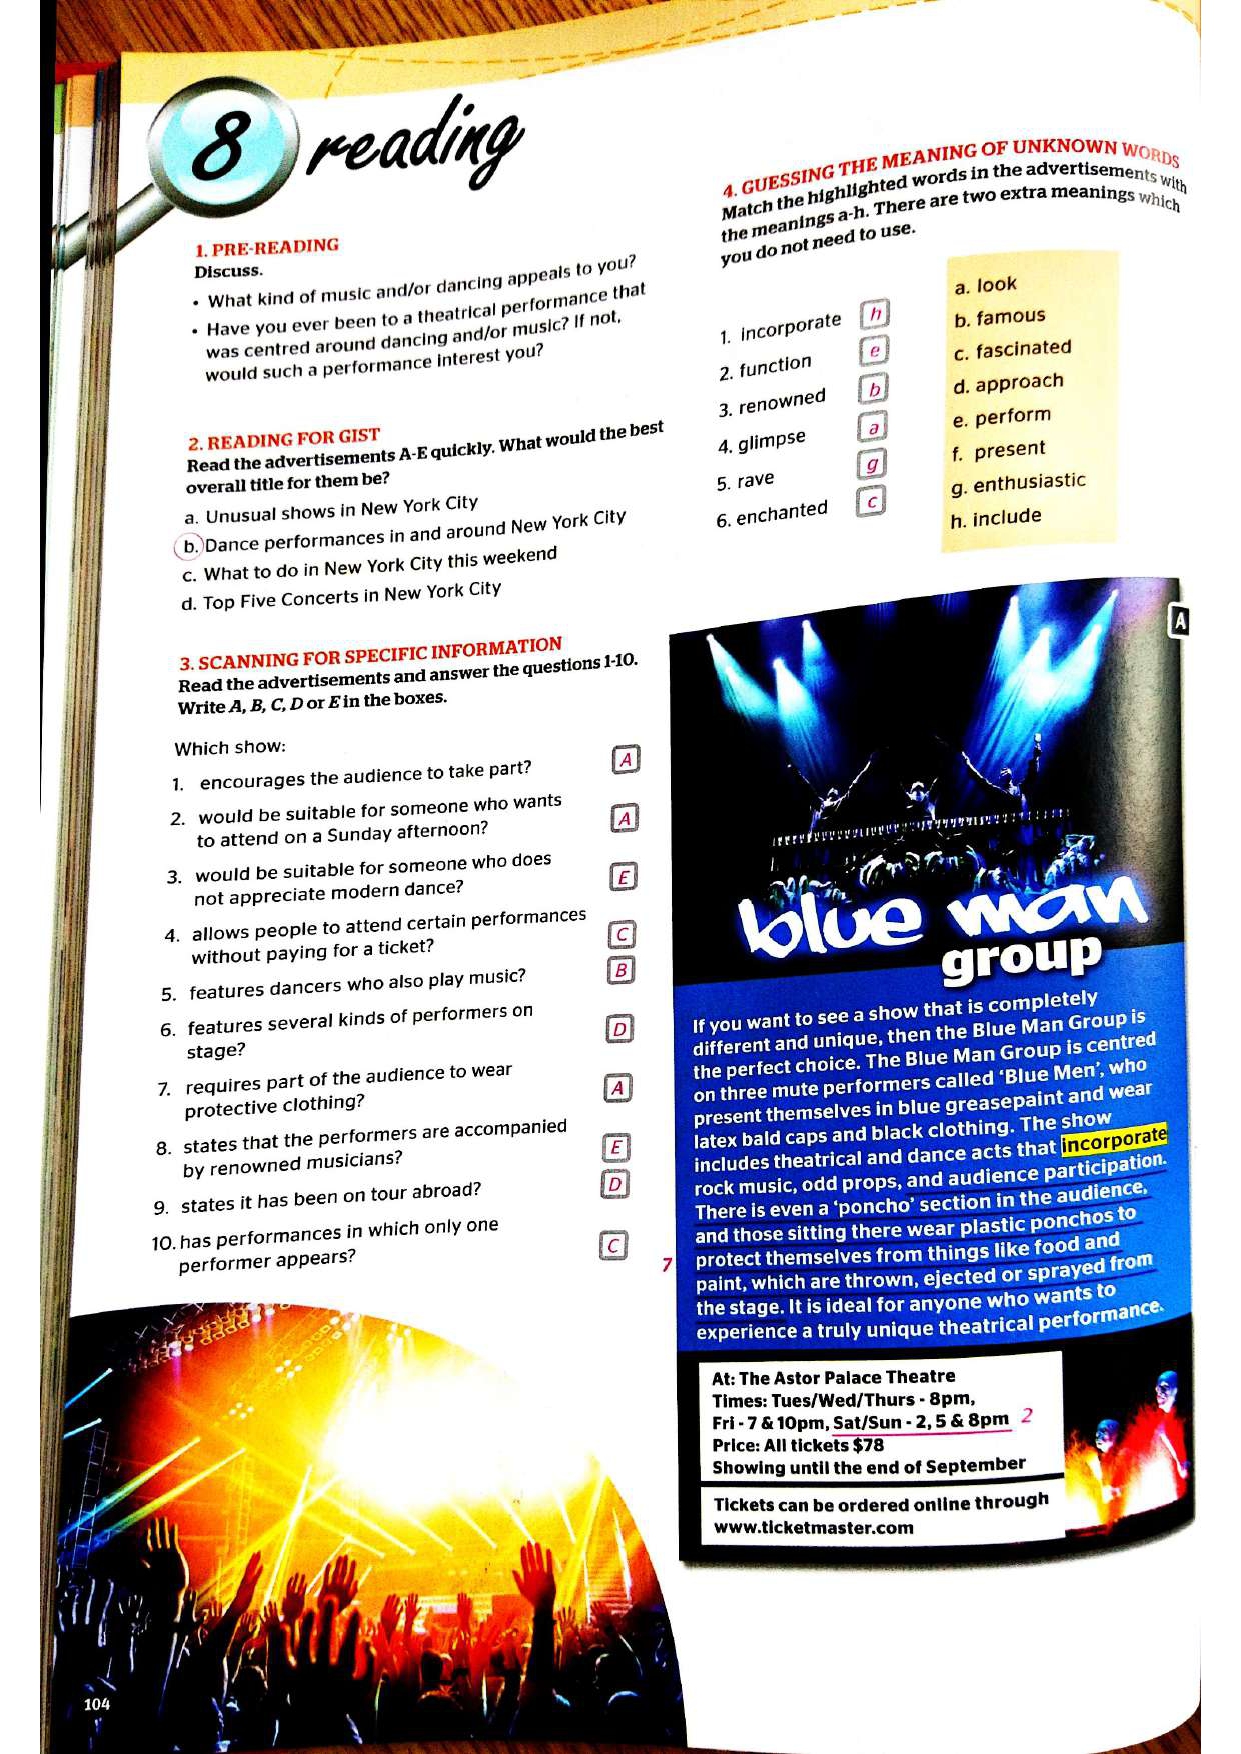 8 reading
1. PRE-READING
Discuss.
• What kind of music and/or dancing appeals to you?
• Have you ever been to a theatrical performance that
was centred around dancing and/or music? If not,
would such a performance interest you?
2. READING FOR GIST
Read the advertisements A-E quickly. What would the best
overall title for them be?
a. Unusual shows in New York City
b. Dance performances in and around New York City
c. What to do in New York City this weekend
d. Top Five Concerts in New York City
3. SCANNING FOR SPECIFIC INFORMATION
Read the advertisements and answer the questions 1-10.
Write A, B, C, D or E in the boxes.
Which show:
1. encourages the audience to take part? A
2. would be suitable for someone who wants
to attend on a Sunday afternoon? A
3. would be suitable for someone who does
not appreciate modern dance? E
4. allows people to attend certain performances
without paying for a ticket? C
5. features dancers who also play music? B
6. features several kinds of performers on
stage? D
7. requires part of the audience to wear
protective clothing? A
8. states that the performers are accompanied
by renowned musicians? E
9. states it has been on tour abroad? D
10. has performances in which only one
performer appears? C
104
4. GUESSING THE MEANING OF UNKNOWN WORDS
Match the highlighted words in the advertisements with
the meanings a-h. There are two extra meanings which
you do not need to use.
1. incorporate h
2. function e
3. renowned b
4. glimpse a
5. rave g
6. enchanted c
a. look
b. famous
c. fascinated
d. approach
e. perform
f. present
g. enthusiastic
h. include
A
blue man
group
If you want to see a show that is completely
different and unique, then the Blue Man Group is
the perfect choice. The Blue Man Group is centred
on three mute performers called 'Blue Men', who
present themselves in blue greasepaint and wear
latex bald caps and black clothing. The show
includes theatrical and dance acts that incorporate
rock music, odd props, and audience participation.
There is even a 'poncho' section in the audience,
and those sitting there wear plastic ponchos to
7 protect themselves from things like food and
paint, which are thrown, ejected or sprayed from
the stage. It is ideal for anyone who wants to
experience a truly unique theatrical performance.
At: The Astor Palace Theatre
Times: Tues/Wed/Thurs - 8pm,
Fri - 7 & 10pm, Sat/Sun - 2, 5 & 8pm 2
Price: All tickets $78
Showing until the end of September
Tickets can be ordered online through
www.ticketmaster.com